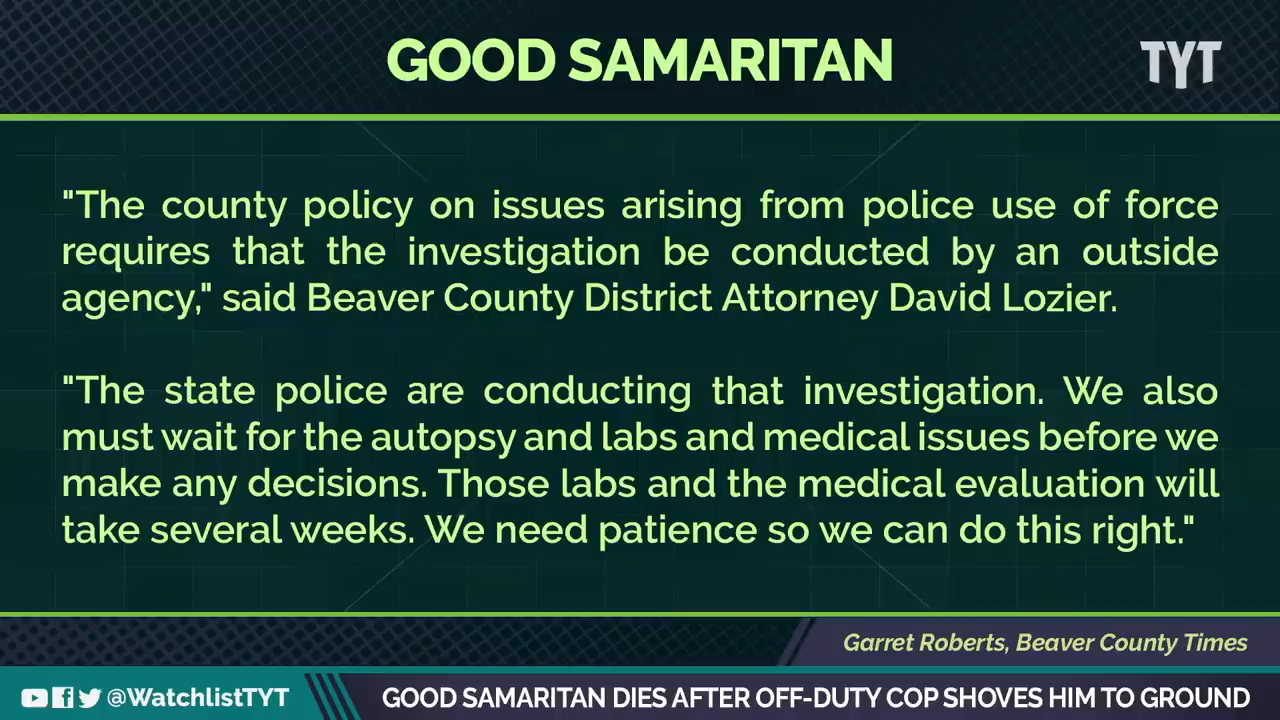 GOOD SAMARITAN
TYT
"The county policy on issues arising from police use of force
requires that the investigation be conducted by an outside
agency," said Beaver County District Attorney David Lozier.
"The state police are conducting that investigation. We also
must wait for the autopsy and labs and medical issues before we
make any decisions. Those labs and the medical evaluation will
take several weeks. We need patience so we can do this right."
Garret Roberts, Beaver County Times
@WatchlistTYT
GOOD SAMARITAN DIES AFTER OFF-DUTY COP SHOVES HIM TO GROUND